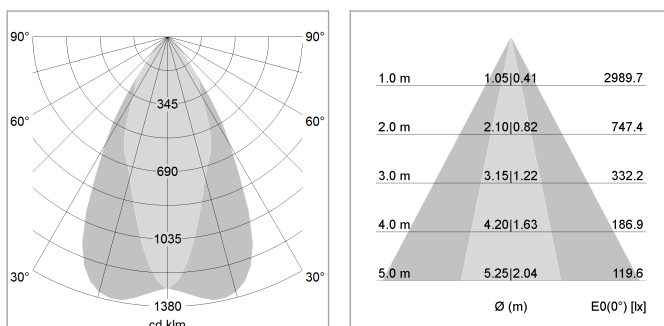 90° 90°
345
60° 60°
690
1035
30° 30°
1380
cd klm
1.0 m 1.05|0.41 2989.7
2.0 m 2.10|0.82 747.4
3.0 m 3.15|1.22 332.2
4.0 m 4.20|1.63 186.9
5.0 m 5.25|2.04 119.6
Ø (m) E0(0°) [lx]